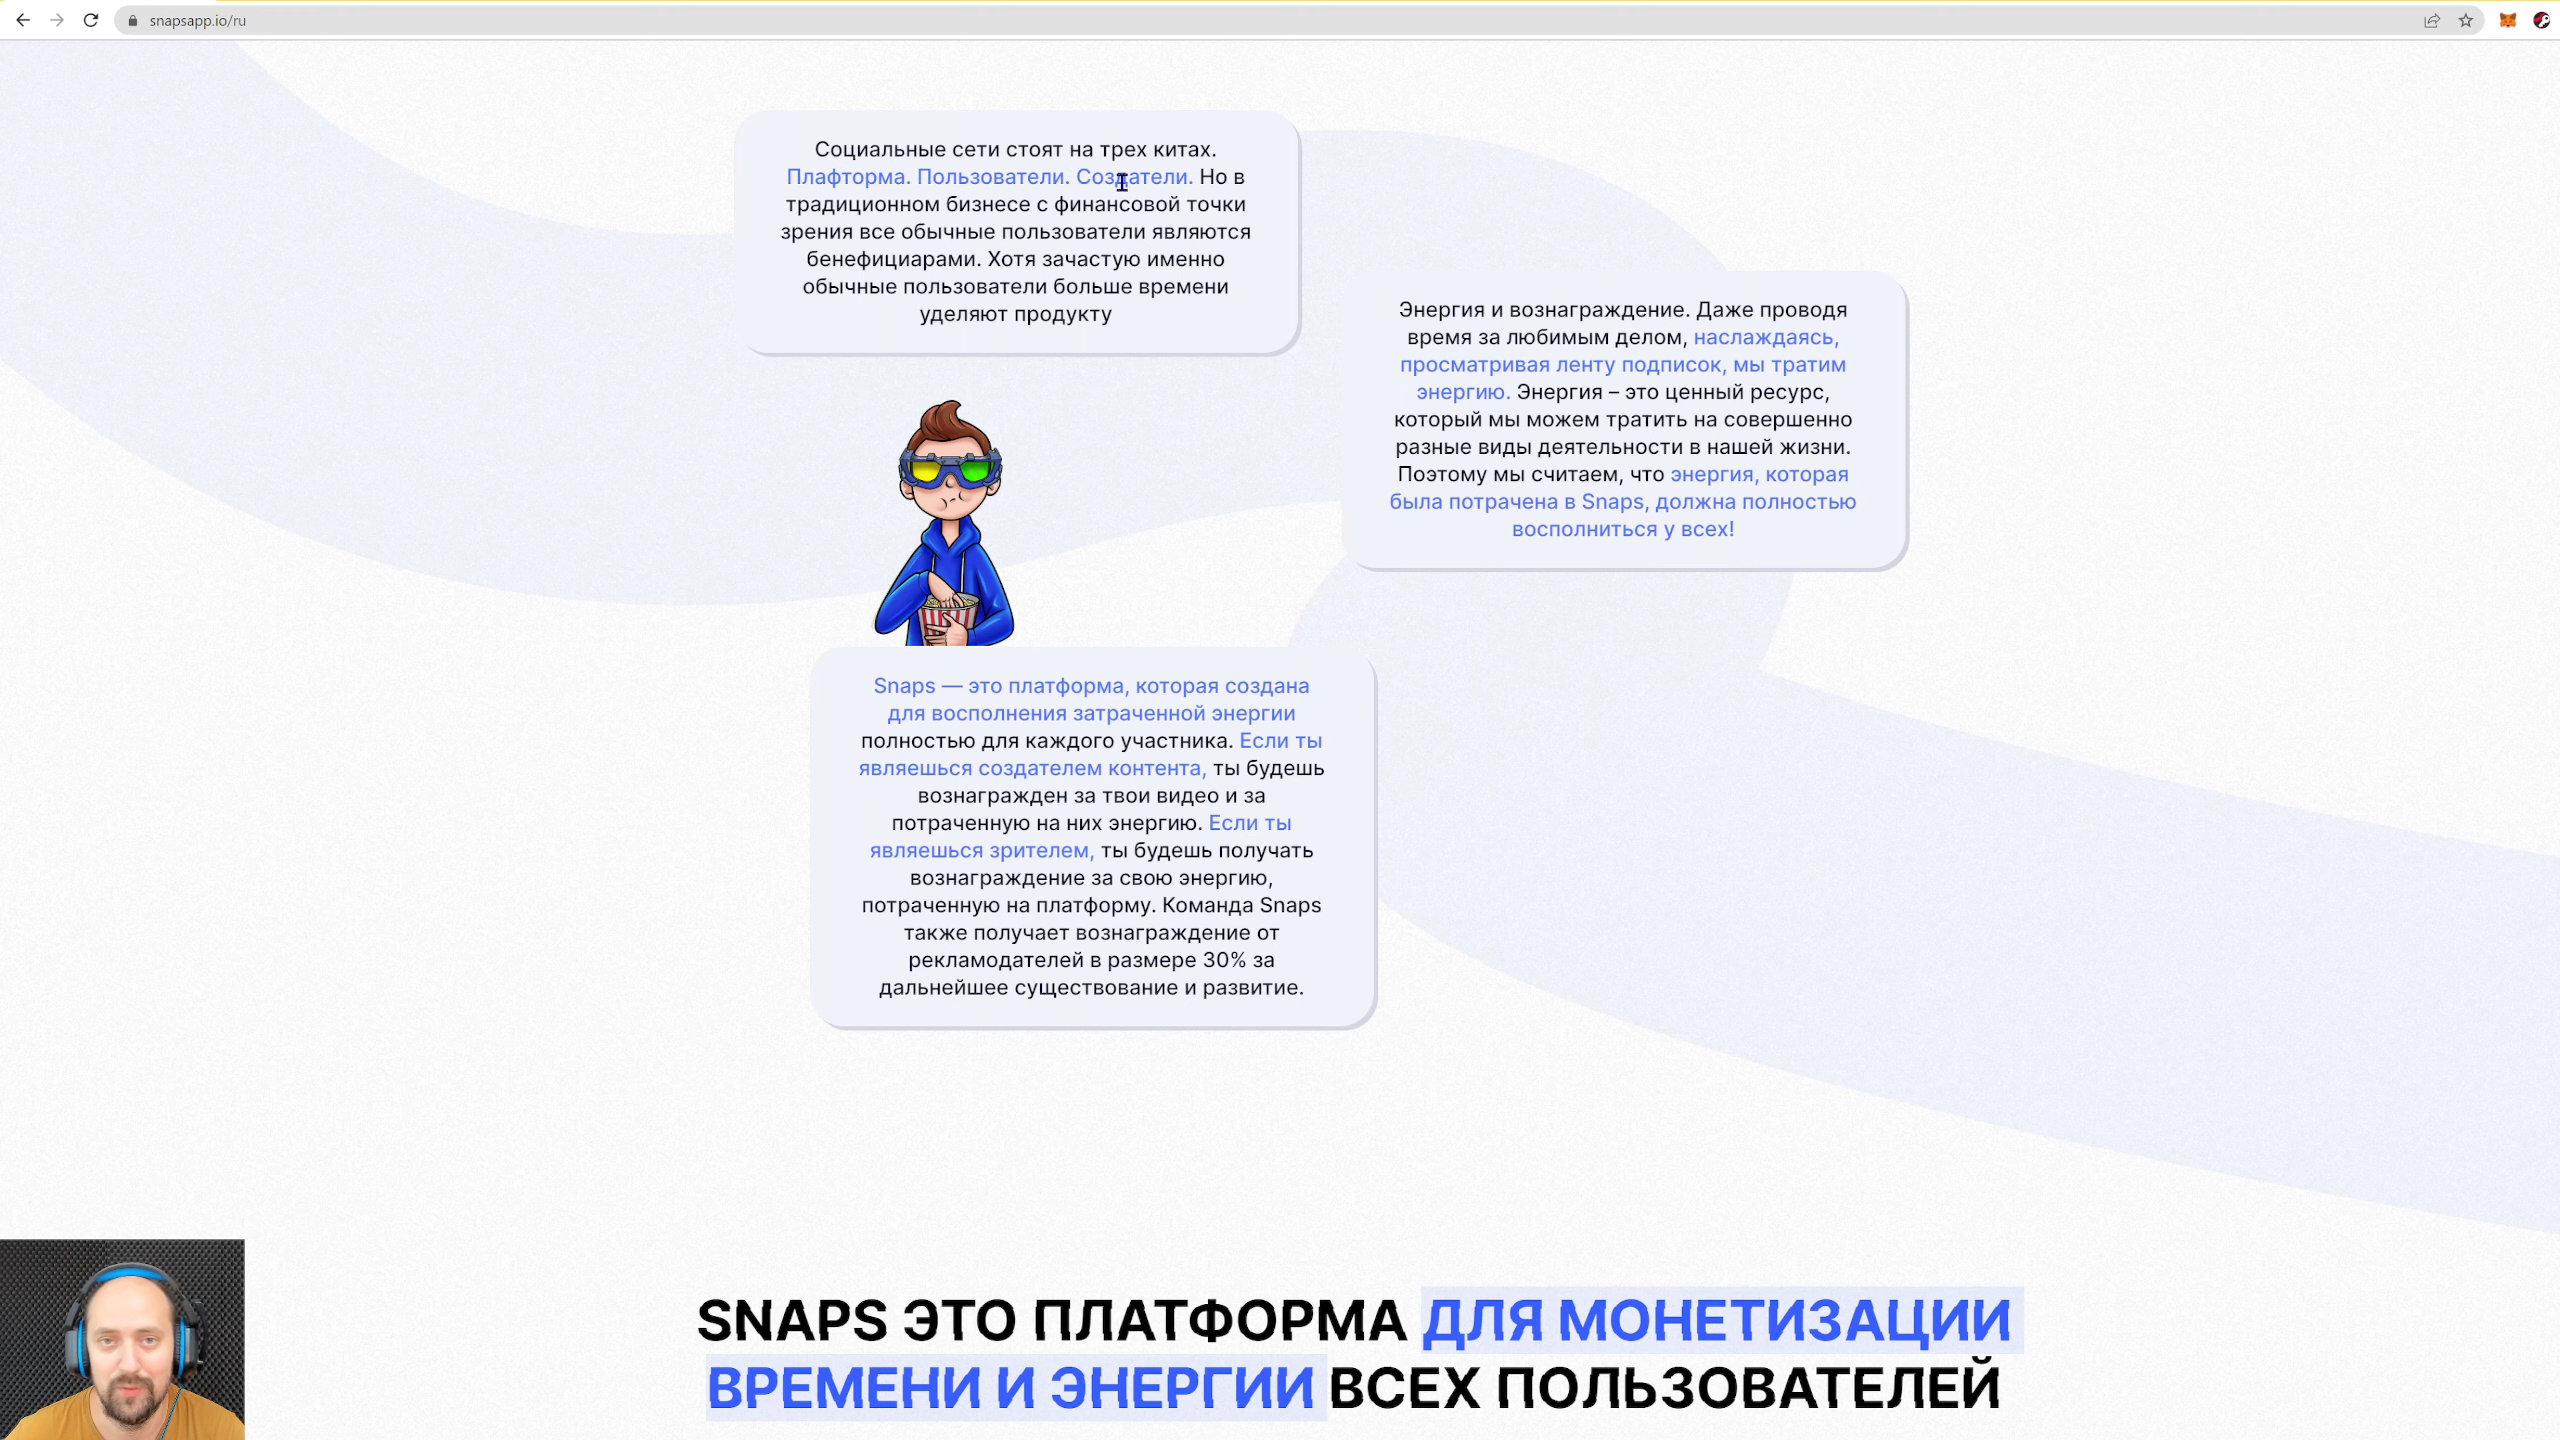 snapsapp.io/ru
Социальные сети стоят на трех китах.
Плафторма. Пользователи. Создатели. Но в
традиционном бизнесе с финансовой точки
зрения все обычные пользователи являются
бенефициарами. Хотя зачастую именно
обычные пользователи больше времени
уделяют продукту
Энергия и вознаграждение. Даже проводя
время за любимым делом, наслаждаясь,
просматривая ленту подписок, мы тратим
энергию. Энергия – это ценный ресурс,
который мы можем тратить на совершенно
разные виды деятельности в нашей жизни.
Поэтому мы считаем, что энергия, которая
была потрачена в Snaps, должна полностью
восполниться у всех!
Snaps — это платформа, которая создана
для восполнения затраченной энергии
полностью для каждого участника. Если ты
являешься создателем контента, ты будешь
вознагражден за твои видео и за
потраченную на них энергию. Если ты
являешься зрителем, ты будешь получать
вознаграждение за свою энергию,
потраченную на платформу. Команда Snaps
также получает вознаграждение от
рекламодателей в размере 30% за
дальнейшее существование и развитие.
SNAPS ЭТО ПЛАТФОРМА ДЛЯ МОНЕТИЗАЦИИ
ВРЕМЕНИ И ЭНЕРГИИ ВСЕХ ПОЛЬЗОВАТЕЛЕЙ